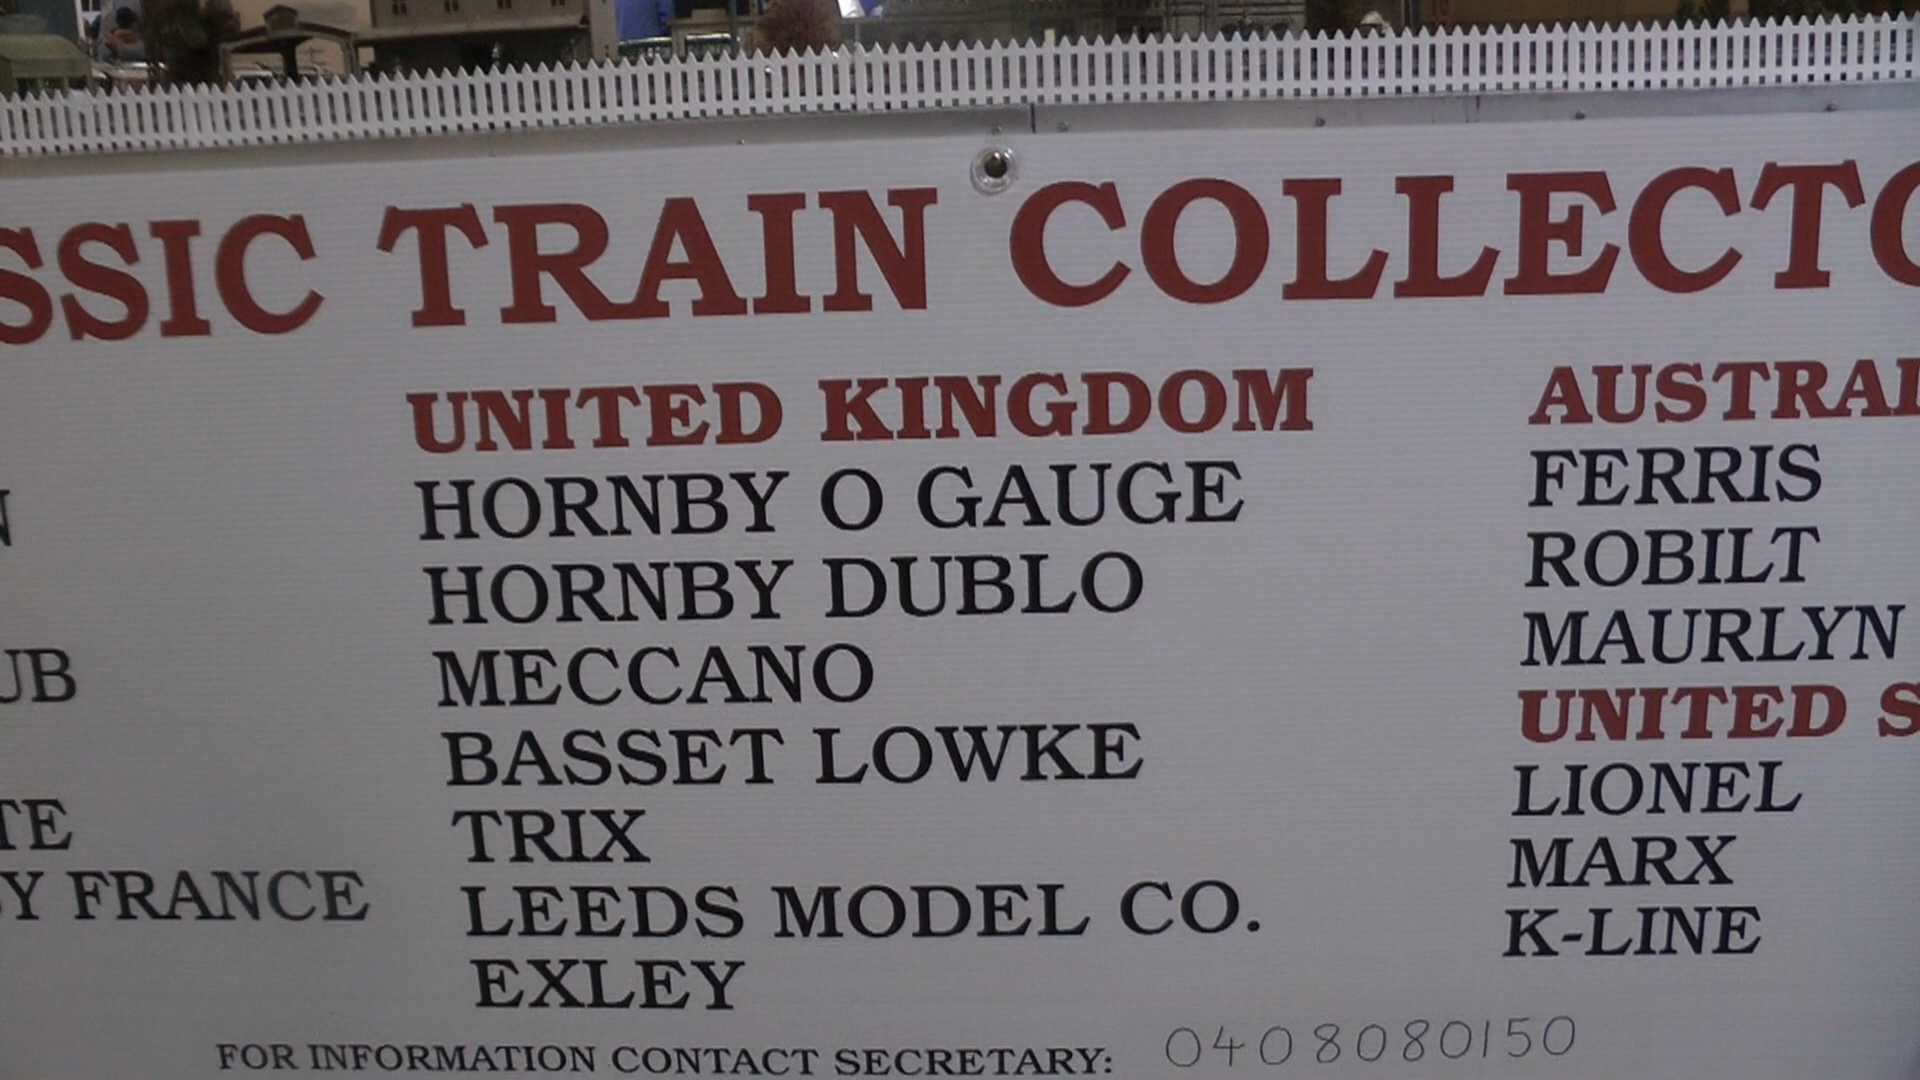 SSIC TRAIN COLLECTO
UNITED KINGDOM
HORNBY O GAUGE
HORNBY DUBLO
MECCANO
BASSET LOWKE
TRIX
LEEDS MODEL CO.
EXLEY
AUSTRAL
FERRIS
ROBILT
MAURLYN
UNITED S
LIONEL
MARX
K-LINE
N
UB
TE
Y FRANCE
FOR INFORMATION CONTACT SECRETARY: 0408080150